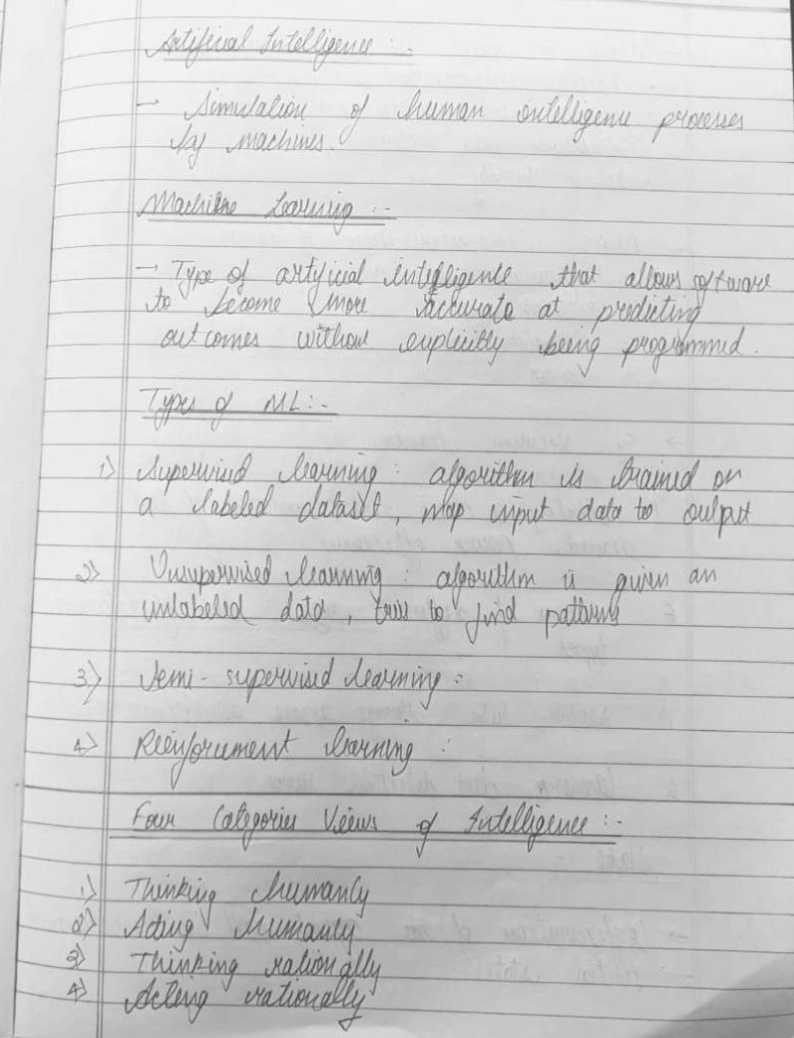 Artificial Intelligence :-
→ Simulation of human intelligence processes
by machines.
Machine Learning :-
→ Type of artificial intelligence that allows software
to become more accurate at predicting
outcomes without explicitly being programmed.
Types of ML :-
1) Supervised learning : algorithm is trained on
a labeled dataset, map input data to output
2) Unsupervised learning : algorithm is given an
unlabeled data, tries to find patterns
3) Semi-supervised learning :
4) Reinforcement learning :
Four Categories Views of Intelligence :-
1) Thinking humanly
2) Acting humanly
3) Thinking rationally
4) Acting rationally